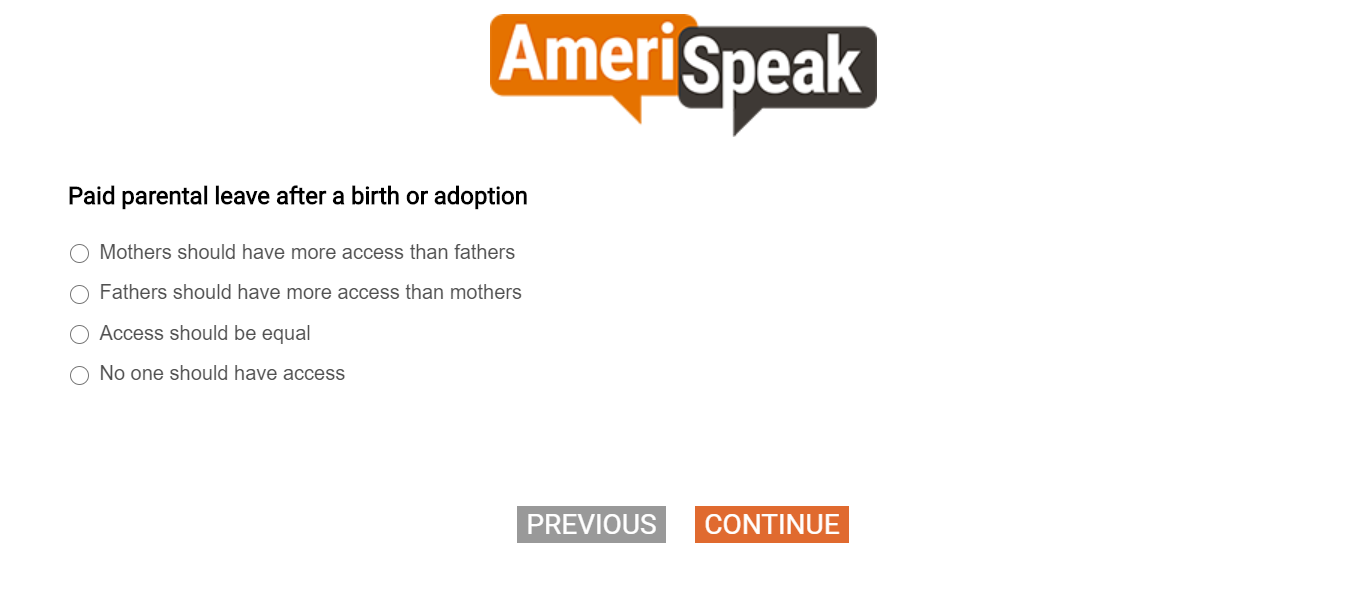 AmeriSpeak
Paid parental leave after a birth or adoption
Mothers should have more access than fathers
Fathers should have more access than mothers
Access should be equal
No one should have access
PREVIOUS CONTINUE